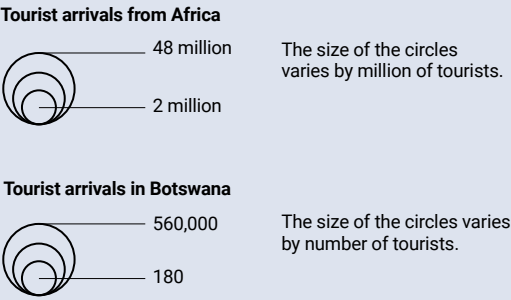 Tourist arrivals from Africa
48 million
The size of the circles
varies by million of tourists.
2 million
Tourist arrivals in Botswana
560,000
The size of the circles varies
by number of tourists.
180